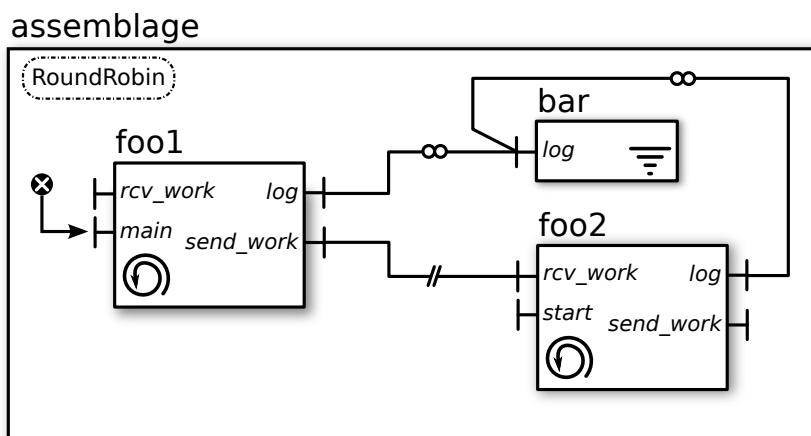 assemblage
RoundRobin
bar
log
foo1
rcv_work
log
main
send_work
foo2
rcv_work
log
start
send_work